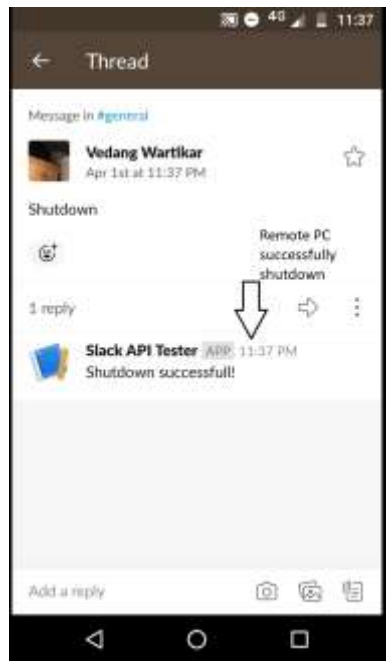 4G 11:37
Thread
Message in #general
Vedang Wartikar
Apr 1st at 11:37 PM
Shutdown
Remote PC
successfully
shutdown
1 reply
Slack API Tester APP 11:37 PM
Shutdown successfull!
Add a reply